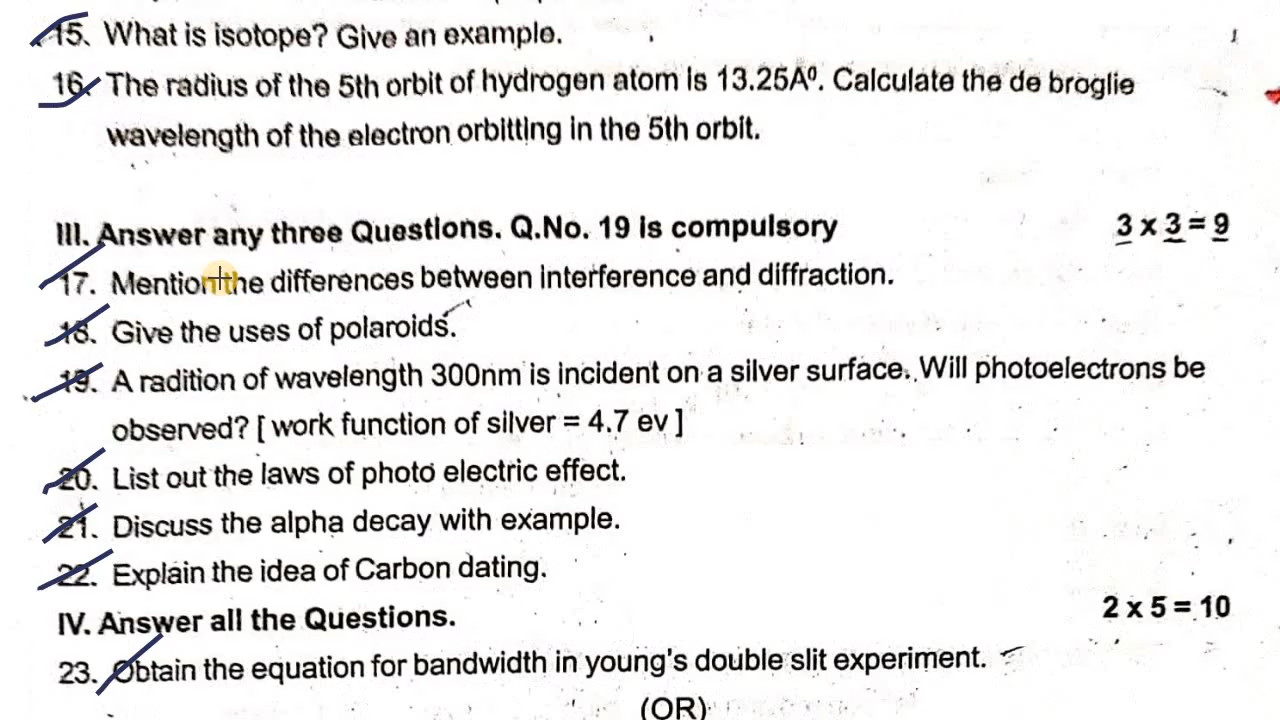 15. What is isotope? Give an example.
16. The radius of the 5th orbit of hydrogen atom is 13.25A⁰. Calculate the de broglie
wavelength of the electron orbitting in the 5th orbit.
III. Answer any three Questions. Q.No. 19 is compulsory 3 x 3 = 9
17. Mention the differences between interference and diffraction.
18. Give the uses of polaroids.
19. A radition of wavelength 300nm is incident on a silver surface. Will photoelectrons be
observed? [ work function of silver = 4.7 ev ]
20. List out the laws of photo electric effect.
21. Discuss the alpha decay with example.
22. Explain the idea of Carbon dating.
IV. Answer all the Questions. 2 x 5 = 10
23. Obtain the equation for bandwidth in young's double slit experiment.
(OR)